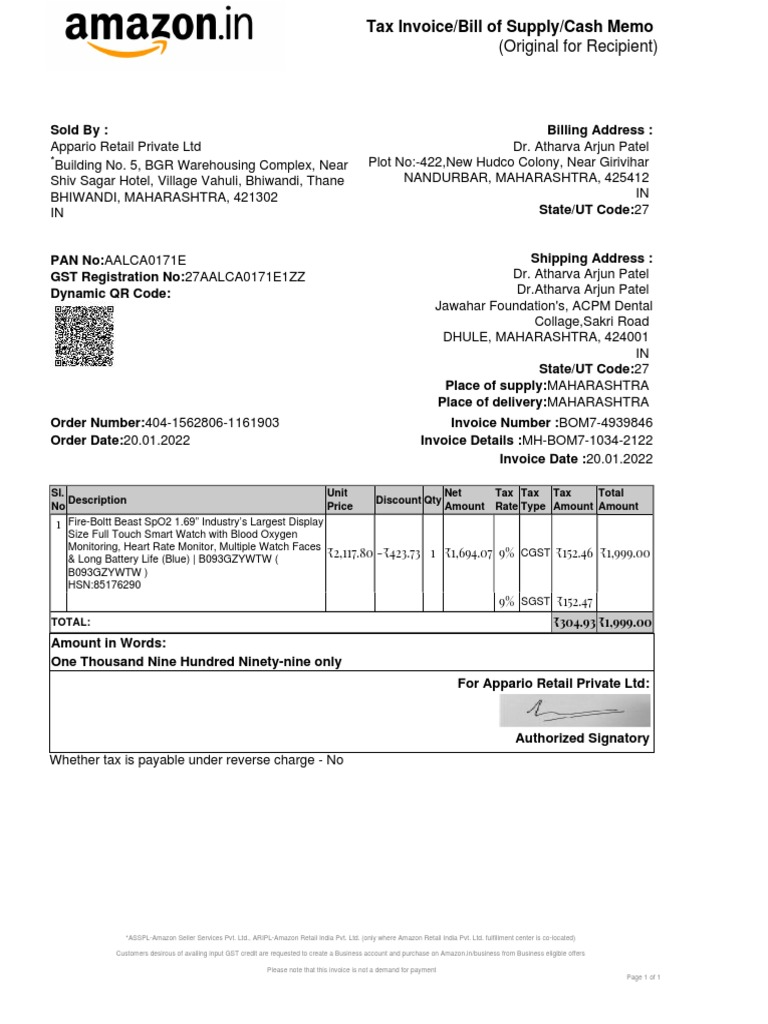 amazon.in
Tax Invoice/Bill of Supply/Cash Memo
(Original for Recipient)
Sold By :
Appario Retail Private Ltd
*Building No. 5, BGR Warehousing Complex, Near
Shiv Sagar Hotel, Village Vahuli, Bhiwandi, Thane
BHIWANDI, MAHARASHTRA, 421302
IN
Billing Address :
Dr. Atharva Arjun Patel
Plot No:-422,New Hudco Colony, Near Girivihar
NANDURBAR, MAHARASHTRA, 425412
IN
State/UT Code:27
PAN No:AALCA0171E
GST Registration No:27AALCA0171E1ZZ
Dynamic QR Code:
Shipping Address :
Dr. Atharva Arjun Patel
Dr.Atharva Arjun Patel
Jawahar Foundation's, ACPM Dental
Collage,Sakri Road
DHULE, MAHARASHTRA, 424001
IN
State/UT Code:27
Place of supply:MAHARASHTRA
Place of delivery:MAHARASHTRA
Order Number:404-1562806-1161903
Order Date:20.01.2022
Invoice Number :BOM7-4939846
Invoice Details :MH-BOM7-1034-2122
Invoice Date :20.01.2022
Sl. No Description Unit Price Discount Qty Net Amount Tax Rate Tax Type Tax Amount Total Amount
1 Fire-Boltt Beast SpO2 1.69” Industry’s Largest Display
Size Full Touch Smart Watch with Blood Oxygen
Monitoring, Heart Rate Monitor, Multiple Watch Faces
& Long Battery Life (Blue) | B093GZYWTW (
B093GZYWTW )
HSN:85176290
₹2,117.80 -₹423.73 1 ₹1,694.07 9% CGST ₹152.46 ₹1,999.00
9% SGST ₹152.47
TOTAL: ₹304.93 ₹1,999.00
Amount in Words:
One Thousand Nine Hundred Ninety-nine only
For Appario Retail Private Ltd:
Authorized Signatory
Whether tax is payable under reverse charge - No
*ASSPL-Amazon Seller Services Pvt. Ltd., ARIPL-Amazon Retail India Pvt. Ltd. (only where Amazon Retail India Pvt. Ltd. fulfillment center is co-located)
Customers desirous of availing input GST credit are requested to create a Business account and purchase on Amazon.in/business from Business eligible offers
Please note that this invoice is not a demand for payment
Page 1 of 1